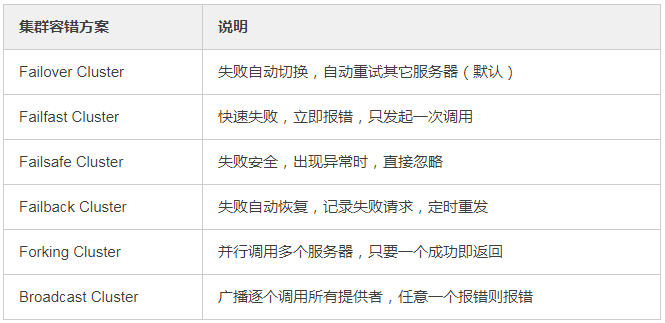 集群容错方案 说明
Failover Cluster 失败自动切换，自动重试其它服务器（默认）
Failfast Cluster 快速失败，立即报错，只发起一次调用
Failsafe Cluster 失败安全，出现异常时，直接忽略
Failback Cluster 失败自动恢复，记录失败请求，定时重发
Forking Cluster 并行调用多个服务器，只要一个成功即返回
Broadcast Cluster 广播逐个调用所有提供者，任意一个报错则报错